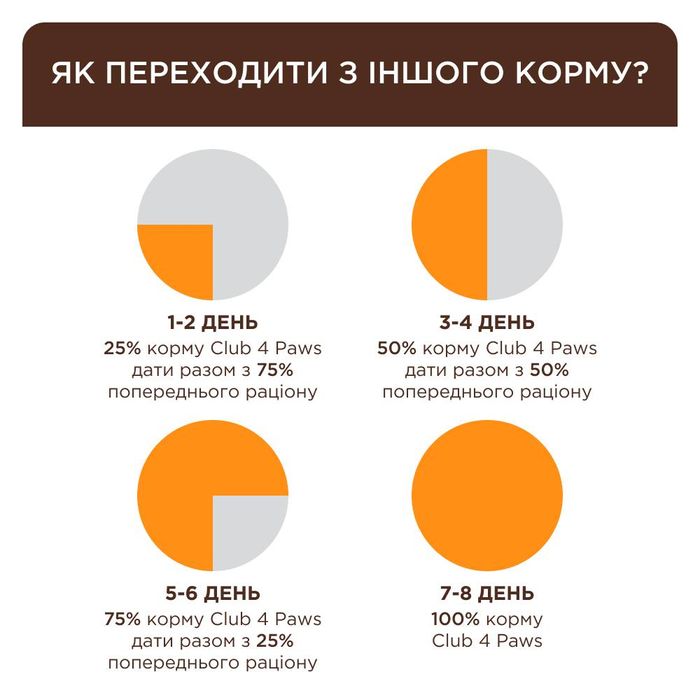 ЯК ПЕРЕХОДИТИ З ІНШОГО КОРМУ?
1-2 ДЕНЬ
25% корму Club 4 Paws
дати разом з 75%
попереднього раціону
3-4 ДЕНЬ
50% корму Club 4 Paws
дати разом з 50%
попереднього раціону
5-6 ДЕНЬ
75% корму Club 4 Paws
дати разом з 25%
попереднього раціону
7-8 ДЕНЬ
100% корму
Club 4 Paws